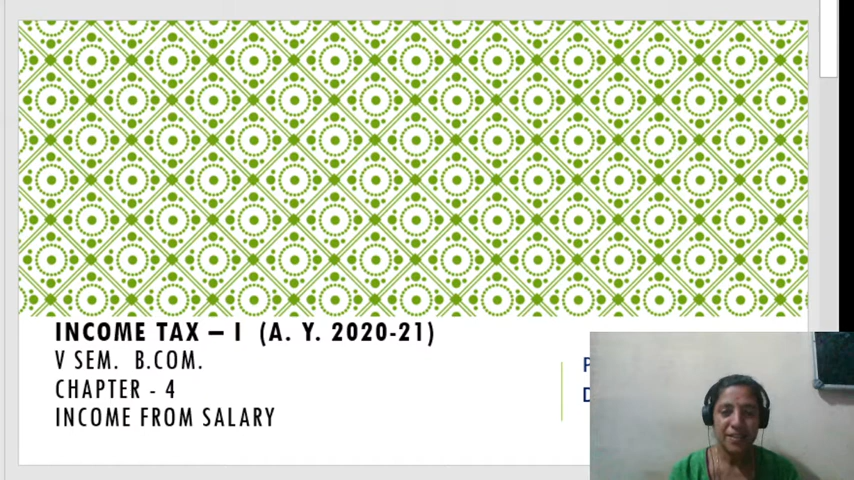 INCOME TAX – I (A. Y. 2020-21)
V SEM. B.COM.
CHAPTER - 4
INCOME FROM SALARY